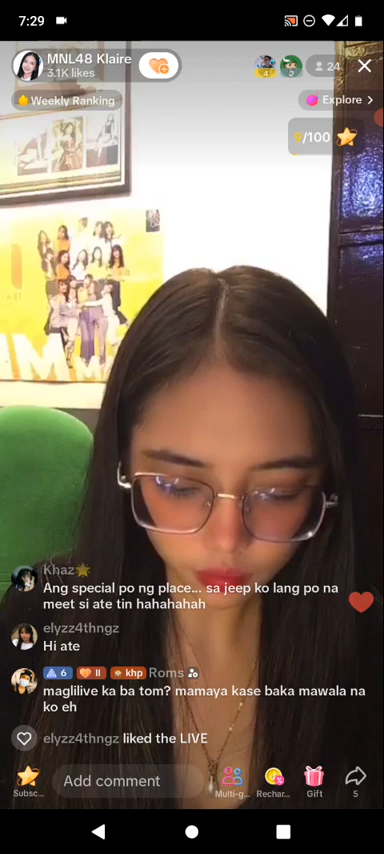 7:29
MNL48 Klaire
3.1K likes
4
24
Weekly Ranking
Explore
9/100
Khaz
Ang special po ng place... sa jeep ko lang po na
meet si ate tin hahahahah
elyzz4thngz
Hi ate
6 II khp Roms
maglilive ka ba tom? mamaya kase baka mawala na
ko eh
elyzz4thngz liked the LIVE
Subsc...
Add comment
Multi-g...
Rechar...
Gift
5